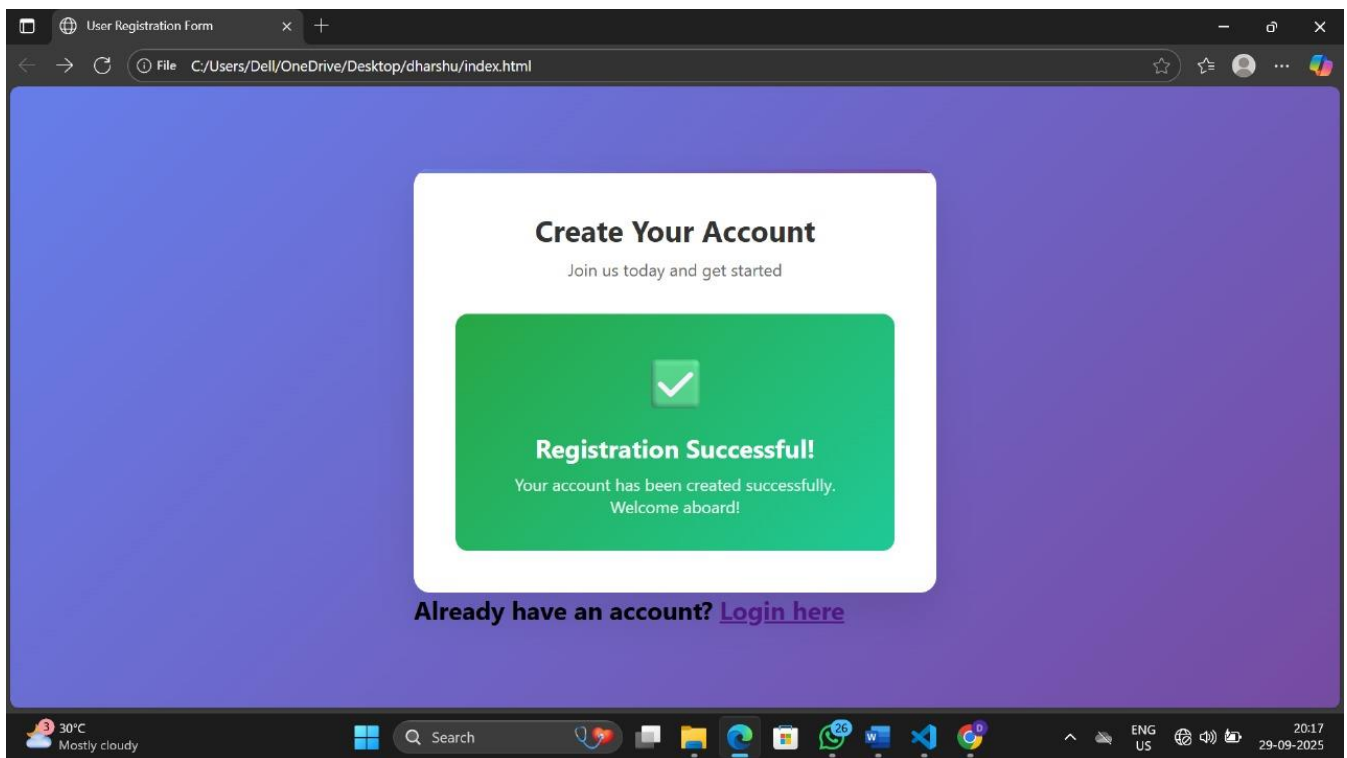 User Registration Form
File C:/Users/Dell/OneDrive/Desktop/dharshu/index.html
Create Your Account
Join us today and get started
Registration Successful!
Your account has been created successfully.
Welcome aboard!
Already have an account? Login here
3
30°C
Mostly cloudy
Search
26
W
D
ENG
US
20:17
29-09-2025